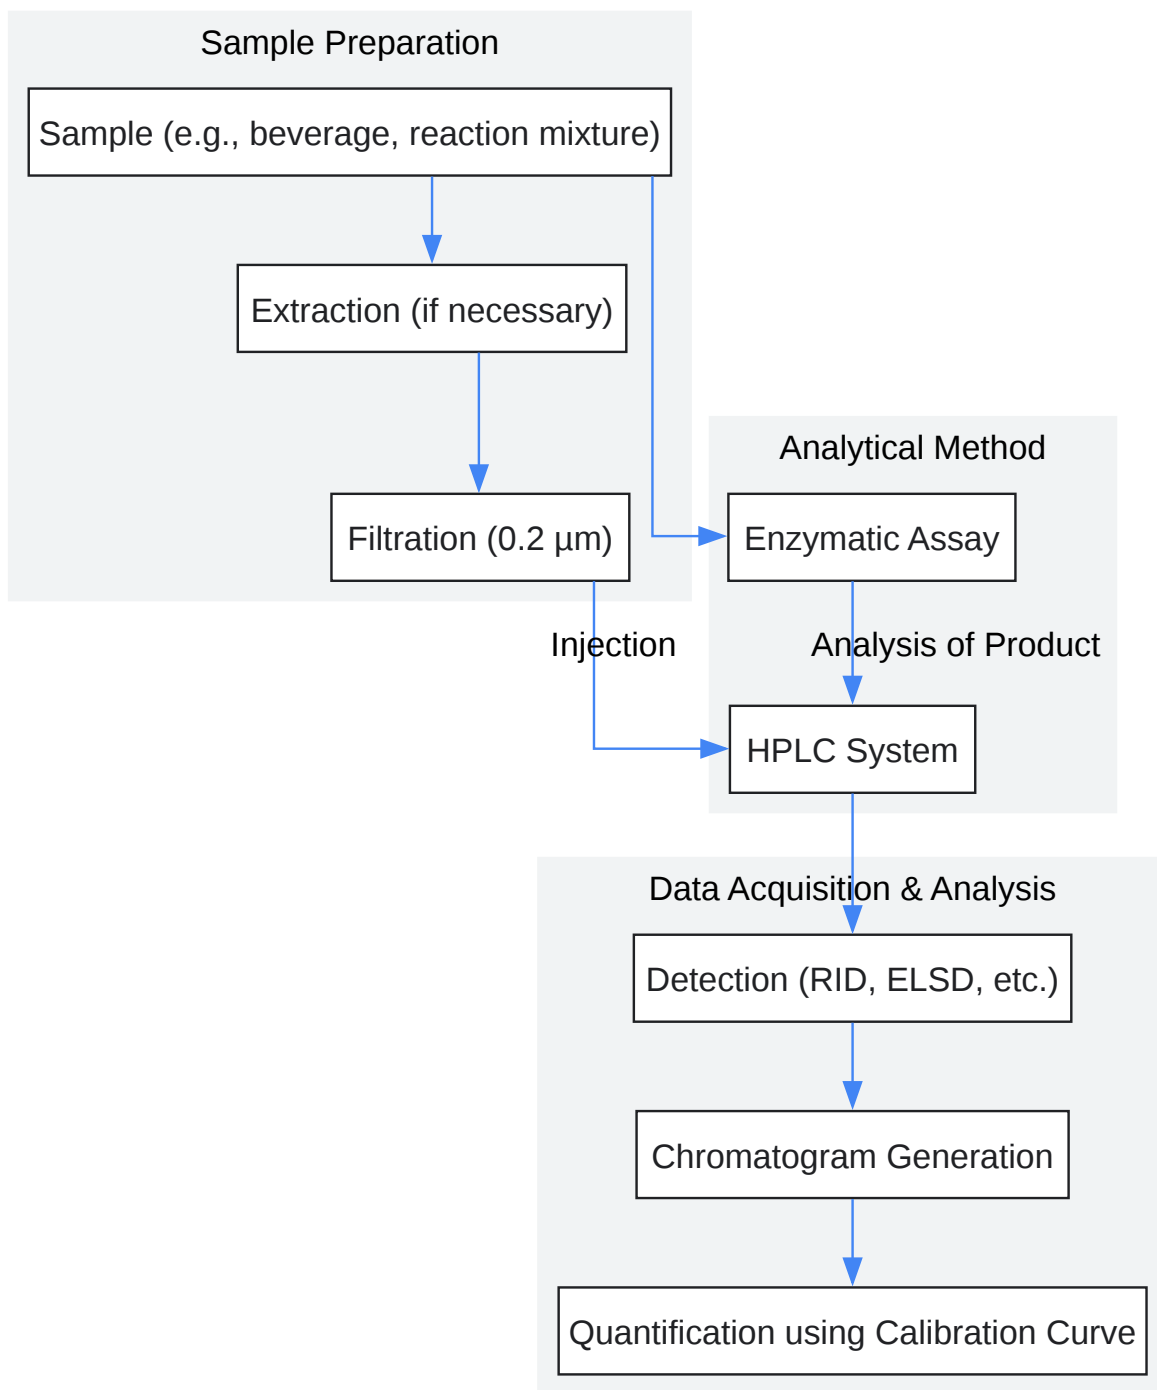 Sample Preparation
Sample (e.g., beverage, reaction mixture)
Extraction (if necessary)
Filtration (0.2 µm)
Injection
Analytical Method
Enzymatic Assay
Analysis of Product
HPLC System
Data Acquisition & Analysis
Detection (RID, ELSD, etc.)
Chromatogram Generation
Quantification using Calibration Curve